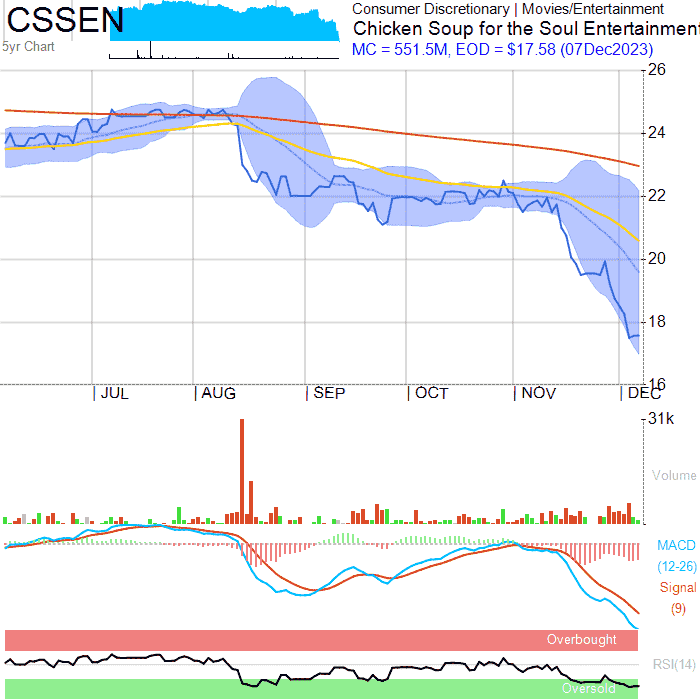 CSSEN
Consumer Discretionary | Movies/Entertainment
5yr Chart
Chicken Soup for the Soul Entertainment
MC = 551.5M, EOD = $17.58 (07Dec2023)
26
24
22
20
18
16
JUL
AUG
SEP
OCT
NOV
DEC
31k
Volume
MACD
(12-26)
Signal
(9)
Overbought
RSI(14)
Oversold